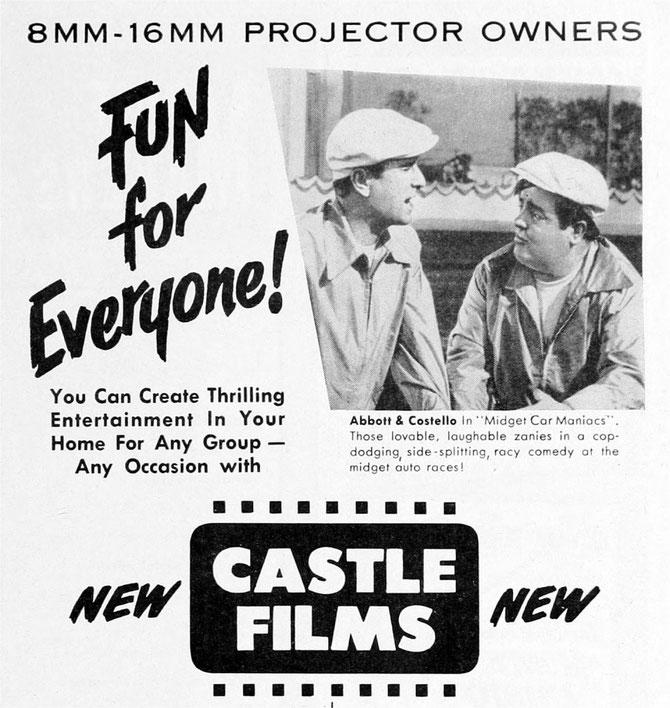 8MM-16MM PROJECTOR OWNERS
FUN
for
Everyone!
You Can Create Thrilling
Entertainment In Your
Home For Any Group —
Any Occasion with
Abbott & Costello In "Midget Car Maniacs".
Those lovable, laughable zanies in a cop-
dodging, side-splitting, racy comedy at the
midget auto races!
NEW
CASTLE
FILMS
NEW